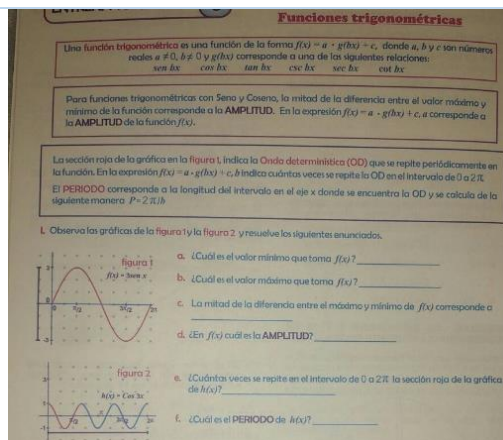 Funciones trigonométricas
Una función trigonométrica es una función de la forma f(x) = a · g(bx) + c, donde a, b y c son números
reales a ≠ 0, b ≠ 0 y g(bx) corresponde a una de las siguientes relaciones:
sen bx cos bx tan bx csc bx sec bx cot bx
Para funciones trigonométricas con Seno y Coseno, la mitad de la diferencia entre el valor máximo y
mínimo de la función corresponde a la AMPLITUD. En la expresión f(x) = a · g(bx) + c, a corresponde a
la AMPLITUD de la función f(x).
La sección roja de la gráfica en la figura 1, indica la Onda determinística (OD) que se repite periódicamente en
la función. En la expresión f(x) = a · g(bx) + c, b indica cuántas veces se repite la OD en el intervalo de 0 a 2π.
El PERIODO corresponde a la longitud del intervalo en el eje x donde se encuentra la OD y se calcula de la
siguiente manera P= 2 π/b
I. Observa las gráficas de la figura 1 y la figura 2 y resuelve los siguientes enunciados.
figura 1
f(x) = 3sen x
3
0 π/2 3π/2 2π
-3
a. ¿Cuál es el valor mínimo que toma f(x)?
b. ¿Cuál es el valor máximo que toma f(x)?
c. La mitad de la diferencia entre el máximo y mínimo de f(x) corresponde a
d. ¿En f(x) cuál es la AMPLITUD?
figura 2
h(x) = Cos 3x
e. ¿Cuántas veces se repite en el intervalo de 0 a 2π la sección roja de la gráfica
de h(x)?
f. ¿Cuál es el PERIODO de h(x)?